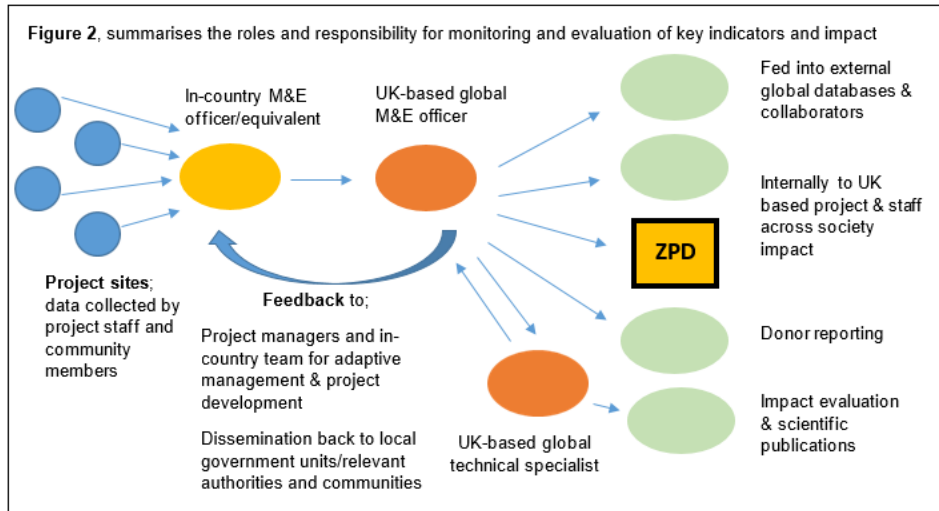 Figure 2, summarises the roles and responsibility for monitoring and evaluation of key indicators and impact
In-country M&E
officer/equivalent
UK-based global
M&E officer
Fed into external
global databases &
collaborators
Internally to UK
based project & staff
across society
impact
ZPD
Project sites;
data collected by
project staff and
community
members
Feedback to;
Project managers and in-
country team for adaptive
management & project
development
Dissemination back to local
government units/relevant
authorities and communities
UK-based global
technical specialist
Donor reporting
Impact evaluation
& scientific
publications